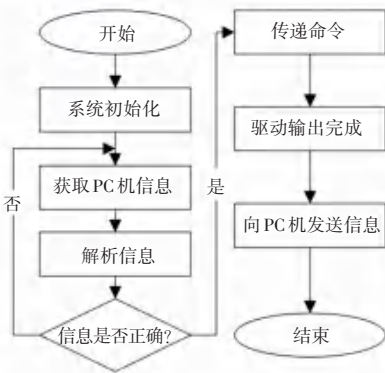 开始
系统初始化
获取PC机信息
解析信息
信息是否正确?
否
是
传递命令
驱动输出完成
向PC机发送信息
结束